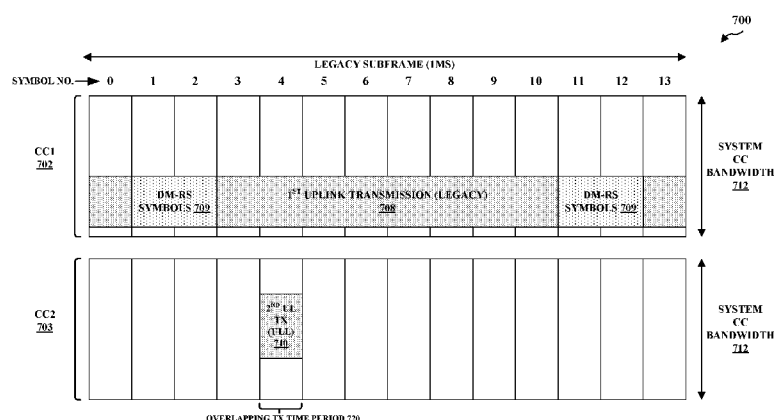 700
LEGACY SUBFRAME (1MS)
SYMBOL NO. 0 1 2 3 4 5 6 7 8 9 10 11 12 13
CC1
702
DM-RS
SYMBOLS 709
1ST UPLINK TRANSMISSION (LEGACY)
708
DM-RS
SYMBOLS 709
SYSTEM
CC
BANDWIDTH
712
CC2
703
2ND UL
TX
(ULL)
710
SYSTEM
CC
BANDWIDTH
712
OVERLAPPING TX TIME PERIOD 720